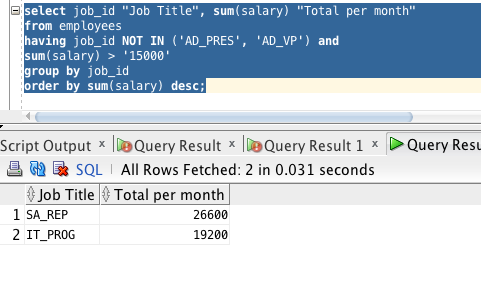 select job_id "Job Title", sum(salary) "Total per month"
from employees
having job_id NOT IN ('AD_PRES', 'AD_VP') and
sum(salary) > '15000'
group by job_id
order by sum(salary) desc;
Script Output × Query Result × Query Result 1 × Query Resu
SQL | All Rows Fetched: 2 in 0.031 seconds
Job Title Total per month
1 SA_REP 26600
2 IT_PROG 19200